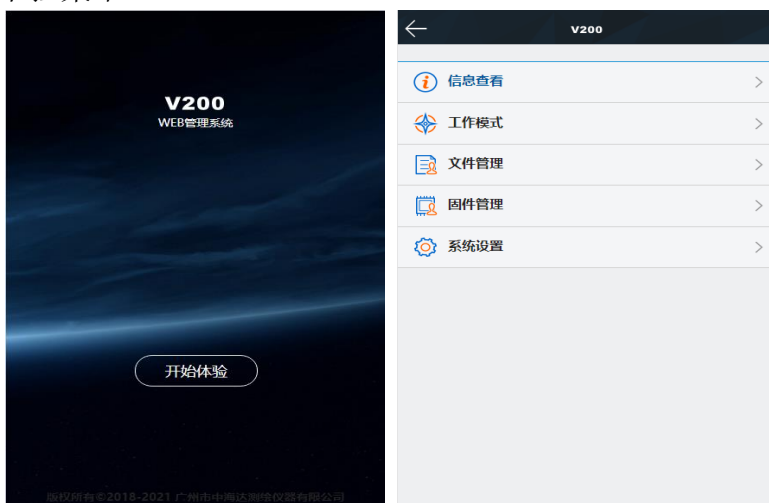 V200
WEB管理系统
开始体验
版权所有©2018-2021 广州市中海达测绘仪器有限公司
V200
信息查看
工作模式
文件管理
固件管理
系统设置